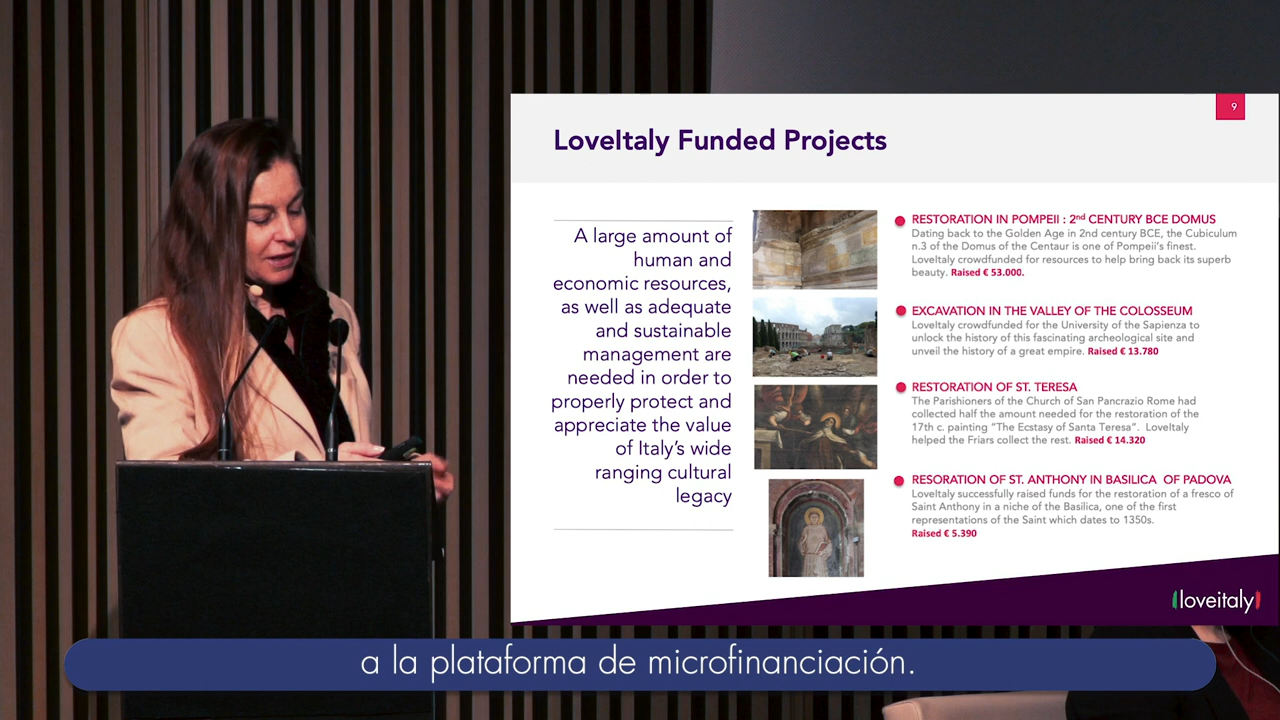 9
LoveItaly Funded Projects
A large amount of
human and
economic resources,
as well as adequate
and sustainable
management are
needed in order to
properly protect and
appreciate the value
of Italy's wide
ranging cultural
legacy
RESTORATION IN POMPEII : 2nd CENTURY BCE DOMUS
Dating back to the Golden Age in 2nd century BCE, the Cubiculum
n.3 of the Domus of the Centaur is one of Pompeii's finest.
LoveItaly crowdfunded for resources to help bring back its superb
beauty. Raised € 53.000.
EXCAVATION IN THE VALLEY OF THE COLOSSEUM
LoveItaly crowdfunded for the University of the Sapienza to
unlock the history of this fascinating archeological site and
unveil the history of a great empire. Raised € 13.780
RESTORATION OF ST. TERESA
The Parishioners of the Church of San Pancrazio Rome had
collected half the amount needed for the restoration of the
17th c. painting "The Ecstasy of Santa Teresa". LoveItaly
helped the Friars collect the rest. Raised € 14.320
RESORATION OF ST. ANTHONY IN BASILICA OF PADOVA
LoveItaly successfully raised funds for the restoration of a fresco of
Saint Anthony in a niche of the Basilica, one of the first
representations of the Saint which dates to 1350s.
Raised € 5.390
loveitaly
a la plataforma de microfinanciación.